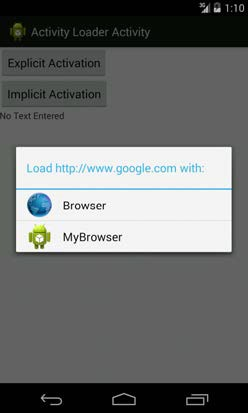 3G 1:10
Activity Loader Activity
Explicit Activation
Implicit Activation
No Text Entered
Load http://www.google.com with:
Browser
MyBrowser